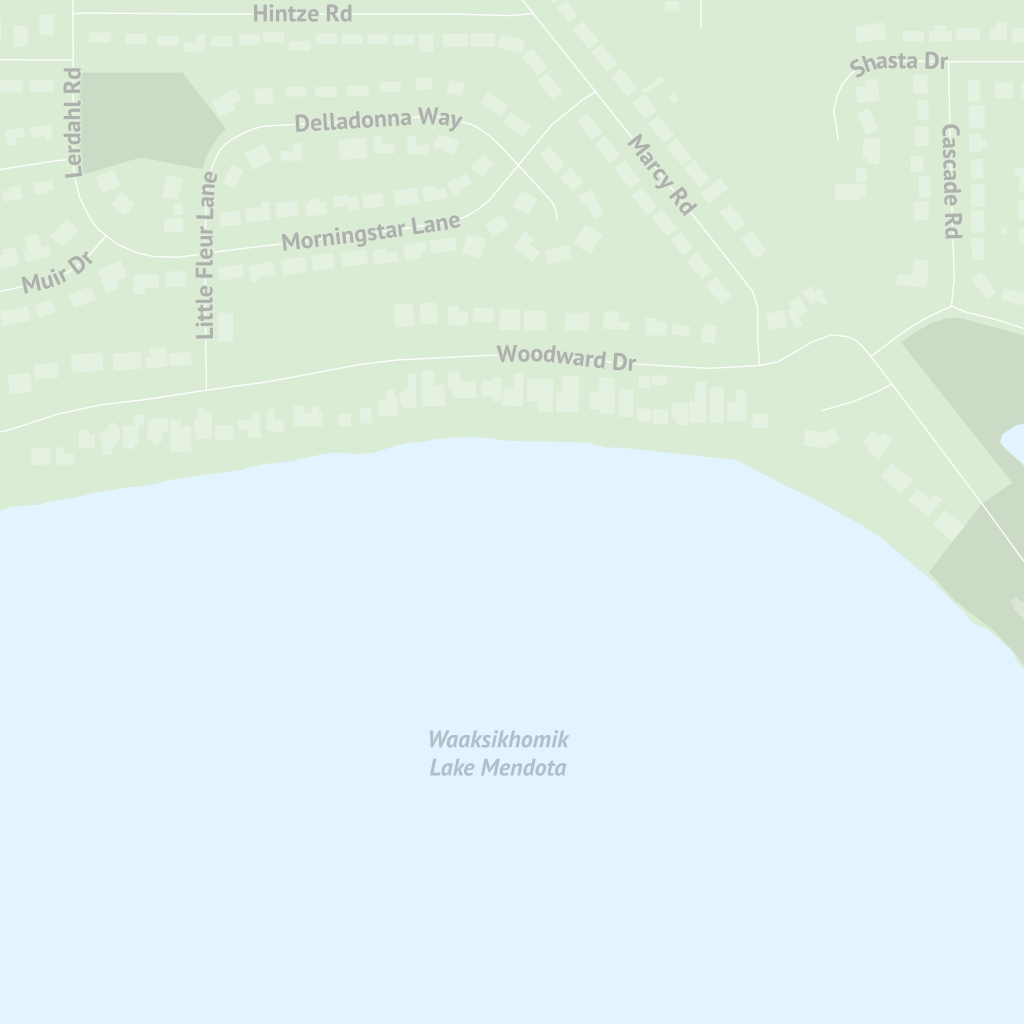 Hintze Rd
Shasta Dr
Lerdahl Rd
Delladonna Way
Marcy Rd
Cascade Rd
Little Fleur Lane
Morningstar Lane
Muir Dr
Woodward Dr
Waaksikhomik
Lake Mendota